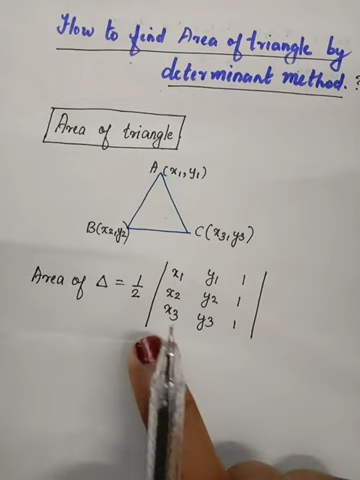 How to find Area of triangle by
determinant method.?
Area of triangle
A(x₁, y₁)
B(x₂, y₂) C(x₃, y₃)
Area of Δ = 1/2 | x₁ y₁ 1 |
| x₂ y₂ 1 |
| x₃ y₃ 1 |